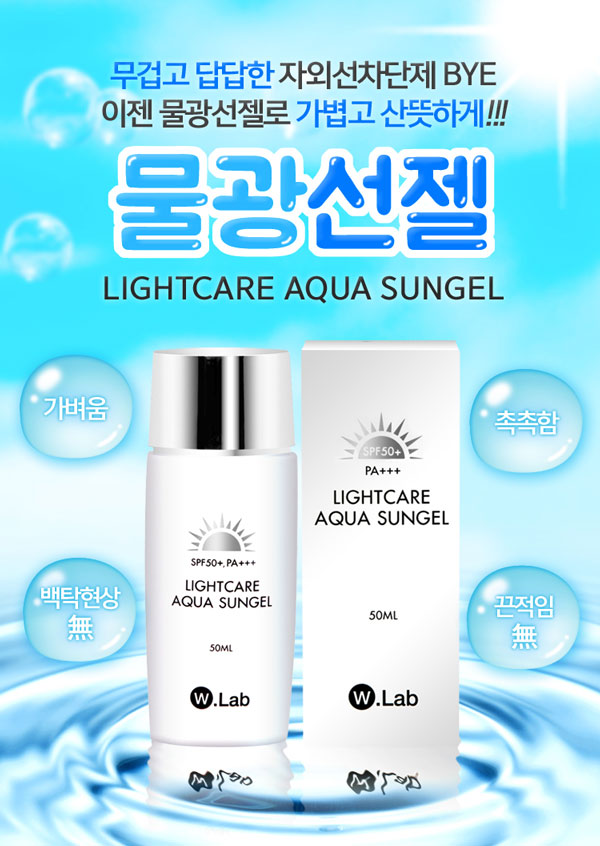 무겁고 답답한 자외선차단제 BYE
이젠 물광선젤로 가볍고 산뜻하게!!!
물광선젤
LIGHTCARE AQUA SUNGEL
가벼움
촉촉함
백탁현상
無
끈적임
無
SPF50+, PA+++
LIGHTCARE
AQUA SUNGEL
50ML
W.Lab
SPF50+
PA+++
LIGHTCARE
AQUA SUNGEL
50ML
W.Lab